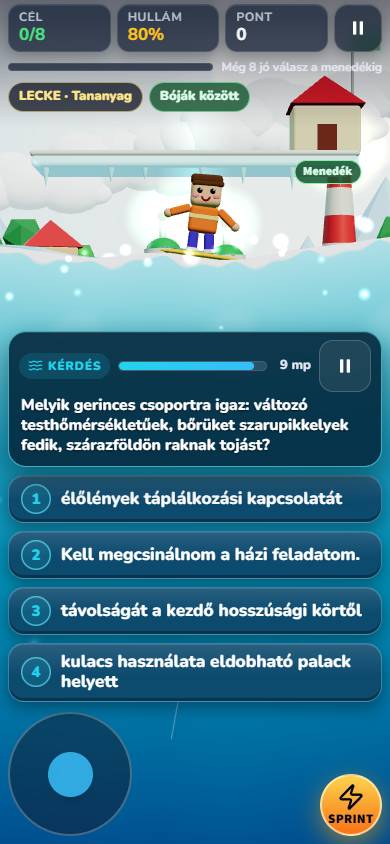 CÉL
0/8
HULLÁM
80%
PONT
0
Még 8 jó válasz a menedékig
LECKE · Tananyag
Bóják között
Menedék
KÉRDÉS
9 mp
Melyik gerinces csoportra igaz: változó
testhőmérsékletűek, bőrüket szarupikkelyek
fedik, szárazföldön raknak tojást?
1 élőlények táplálkozási kapcsolatát
2 Kell megcsinálnom a házi feladatom.
3 távolságát a kezdő hosszúsági körtől
4 kulacs használata eldobható palack
helyett
SPRINT